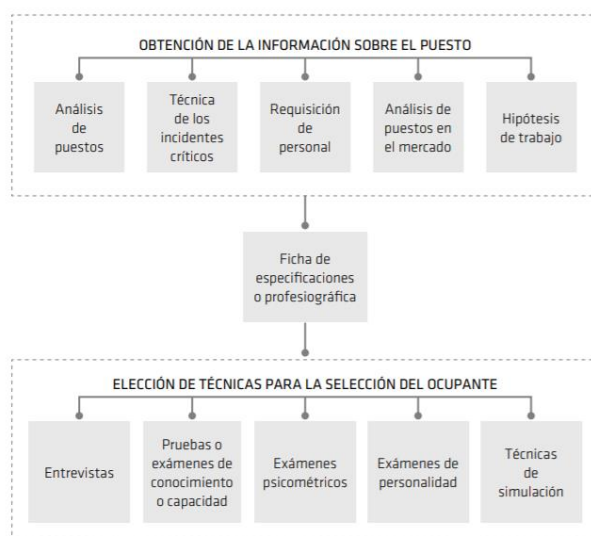 OBTENCIÓN DE LA INFORMACIÓN SOBRE EL PUESTO
Análisis
de
puestos
Técnica
de los
incidentes
críticos
Requisición
de
personal
Análisis de
puestos en
el mercado
Hipótesis
de trabajo
Ficha de
especificaciones
o profesiográfica
ELECCIÓN DE TÉCNICAS PARA LA SELECCIÓN DEL OCUPANTE
Entrevistas
Pruebas o
exámenes de
conocimiento
o capacidad
Exámenes
psicométricos
Exámenes de
personalidad
Técnicas
de
simulación